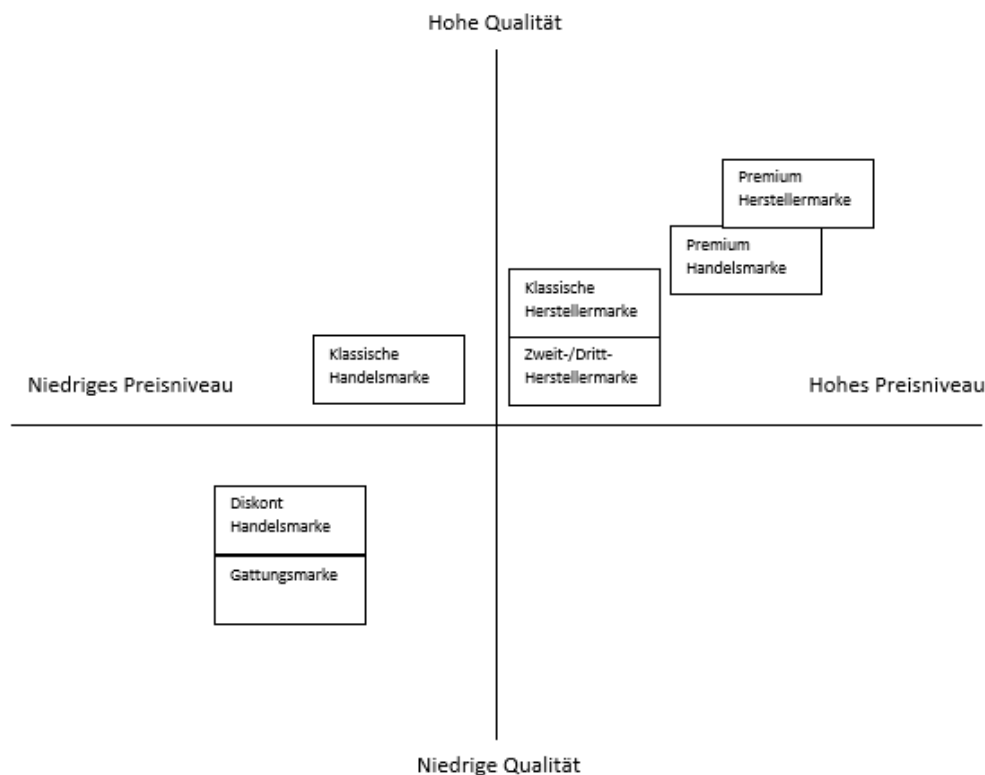 Hohe Qualität
Premium
Herstellermarke
Premium
Handelsmarke
Klassische
Herstellermarke
Klassische
Handelsmarke
Zweit-/Dritt-
Herstellermarke
Niedriges Preisniveau
Hohes Preisniveau
Diskont
Handelsmarke
Gattungsmarke
Niedrige Qualität